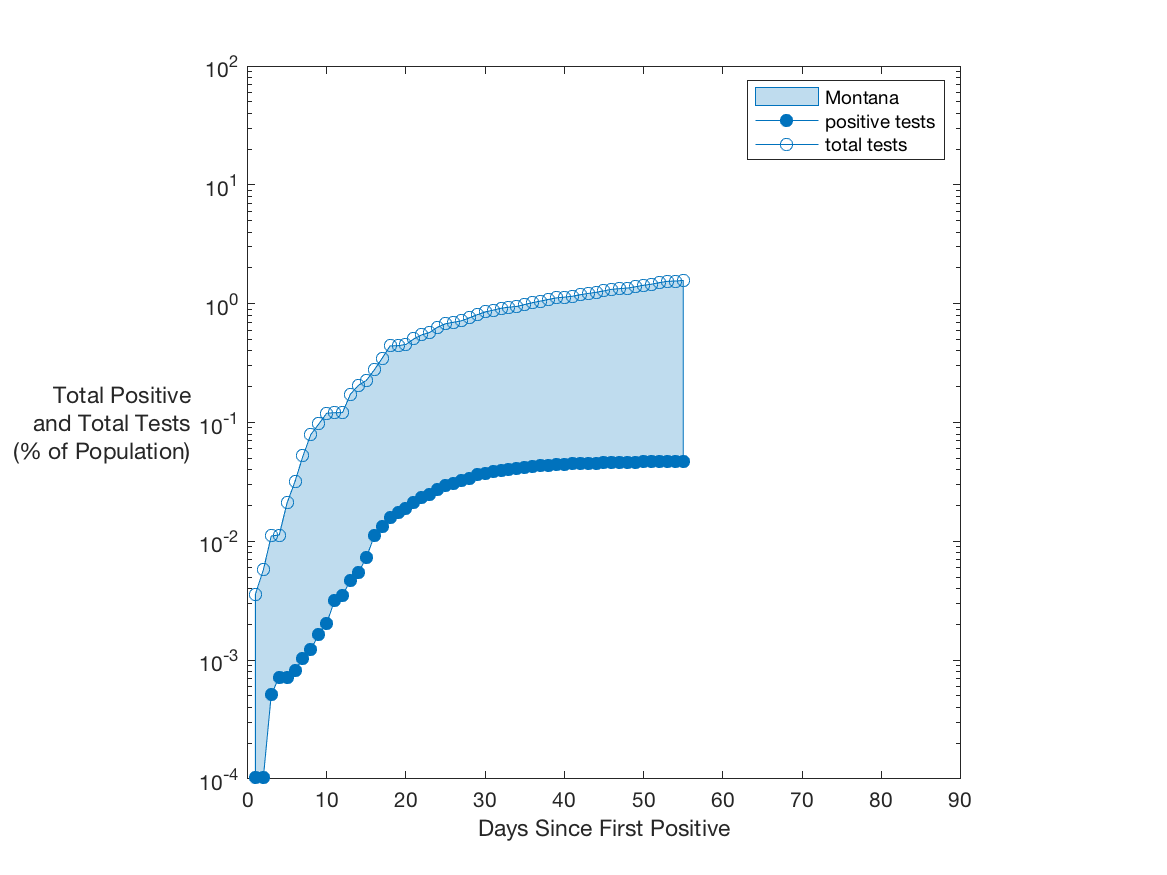 10^2
10^1
10^0
10^-1
10^-2
10^-3
10^-4
Total Positive
and Total Tests
(% of Population)
Montana
positive tests
total tests
0 10 20 30 40 50 60 70 80 90
Days Since First Positive